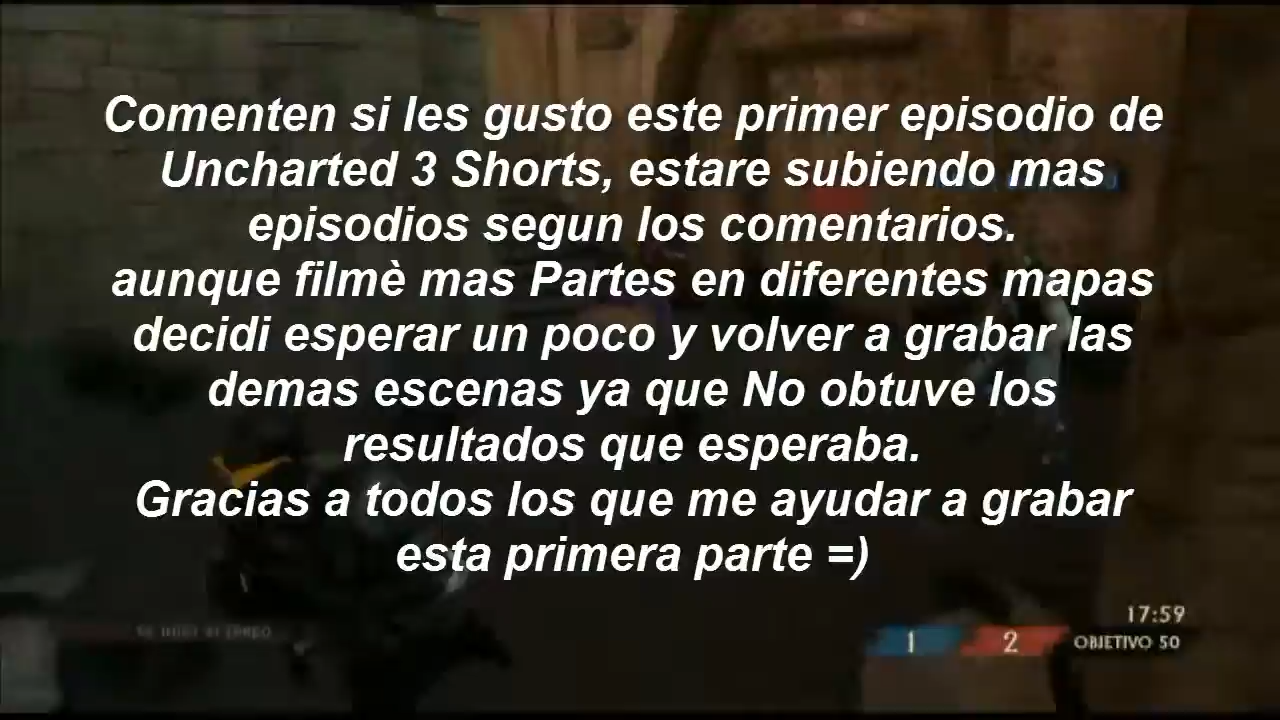 Comenten si les gusto este primer episodio de
Uncharted 3 Shorts, estare subiendo mas
episodios segun los comentarios.
aunque filmè mas Partes en diferentes mapas
decidi esperar un poco y volver a grabar las
demas escenas ya que No obtuve los
resultados que esperaba.
Gracias a todos los que me ayudar a grabar
esta primera parte =)
17:59
1 2 OBJETIVO 50